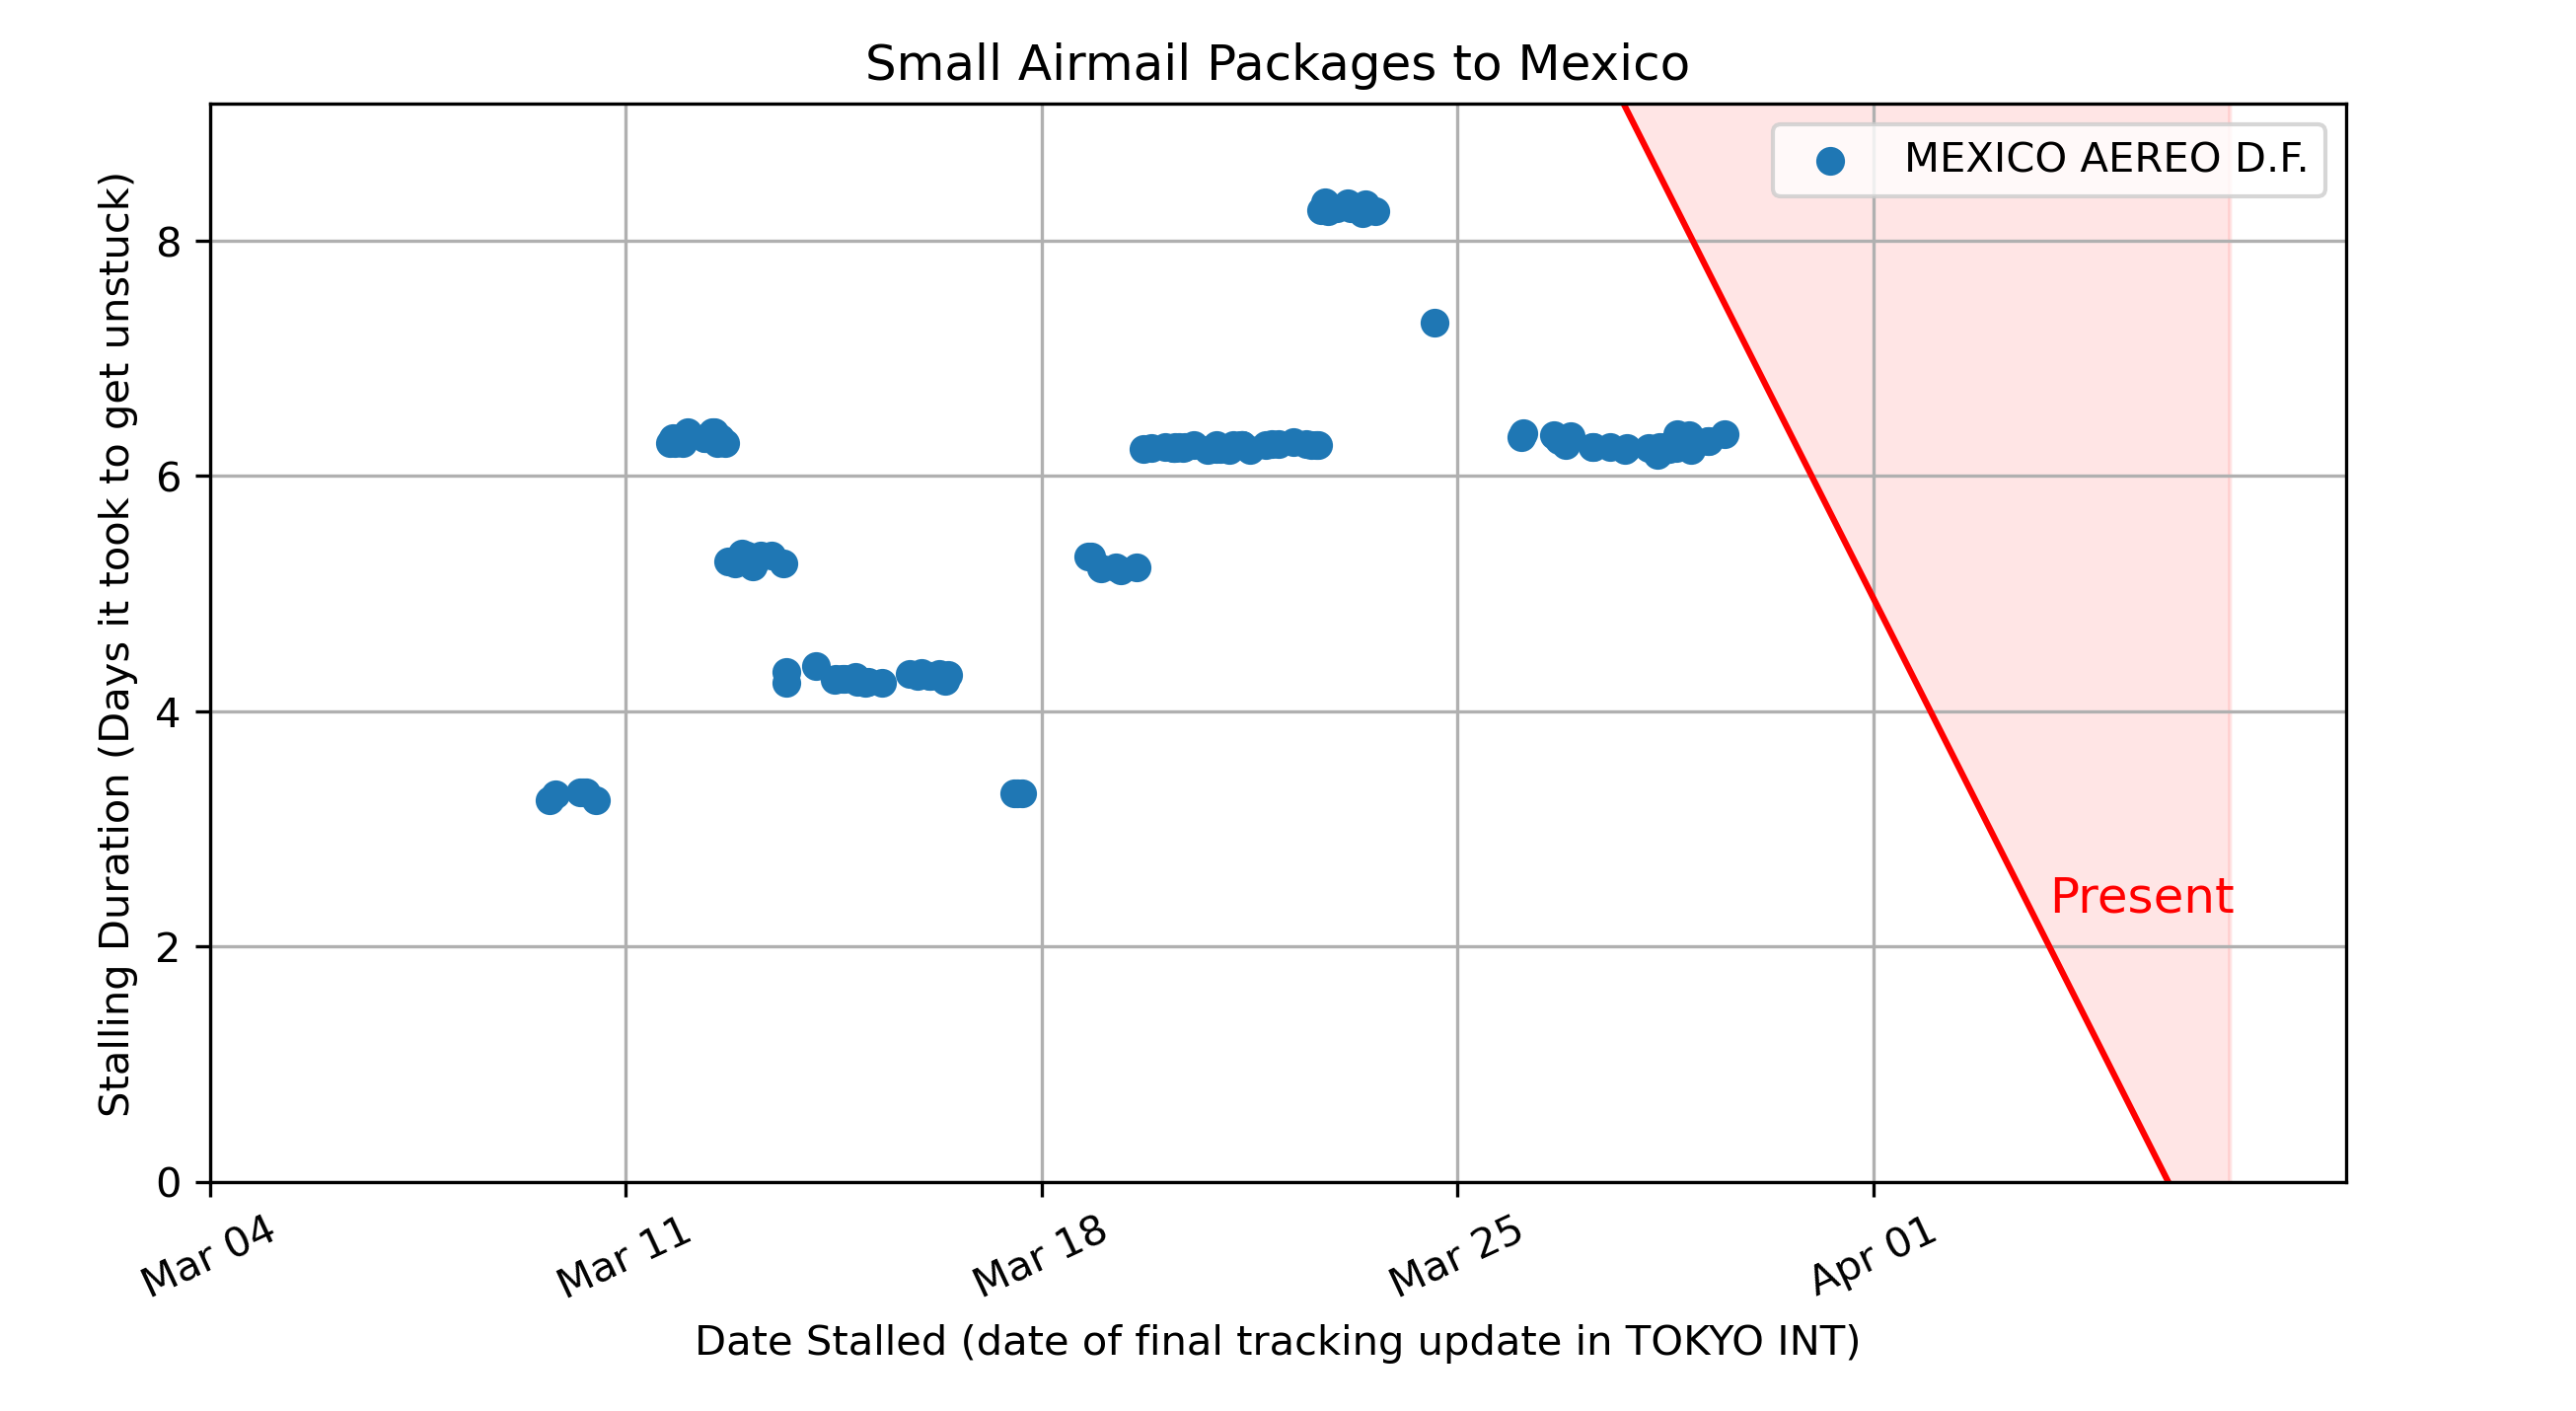 Small Airmail Packages to Mexico
MEXICO AEREO D.F.
Stalling Duration (Days it took to get unstuck)
8
6
4
2
0
Present
Mar 04
Mar 11
Mar 18
Mar 25
Apr 01
Date Stalled (date of final tracking update in TOKYO INT)